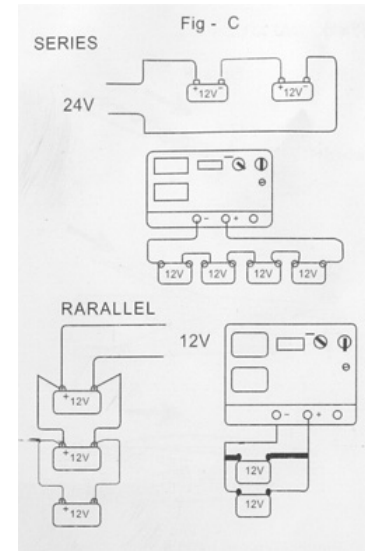 Fig - C
SERIES
+12V- +12V-
24V
- +
12V 12V 12V 12V
RARALLEL
12V
+12V
- +
+12V
12V
+12V
12V